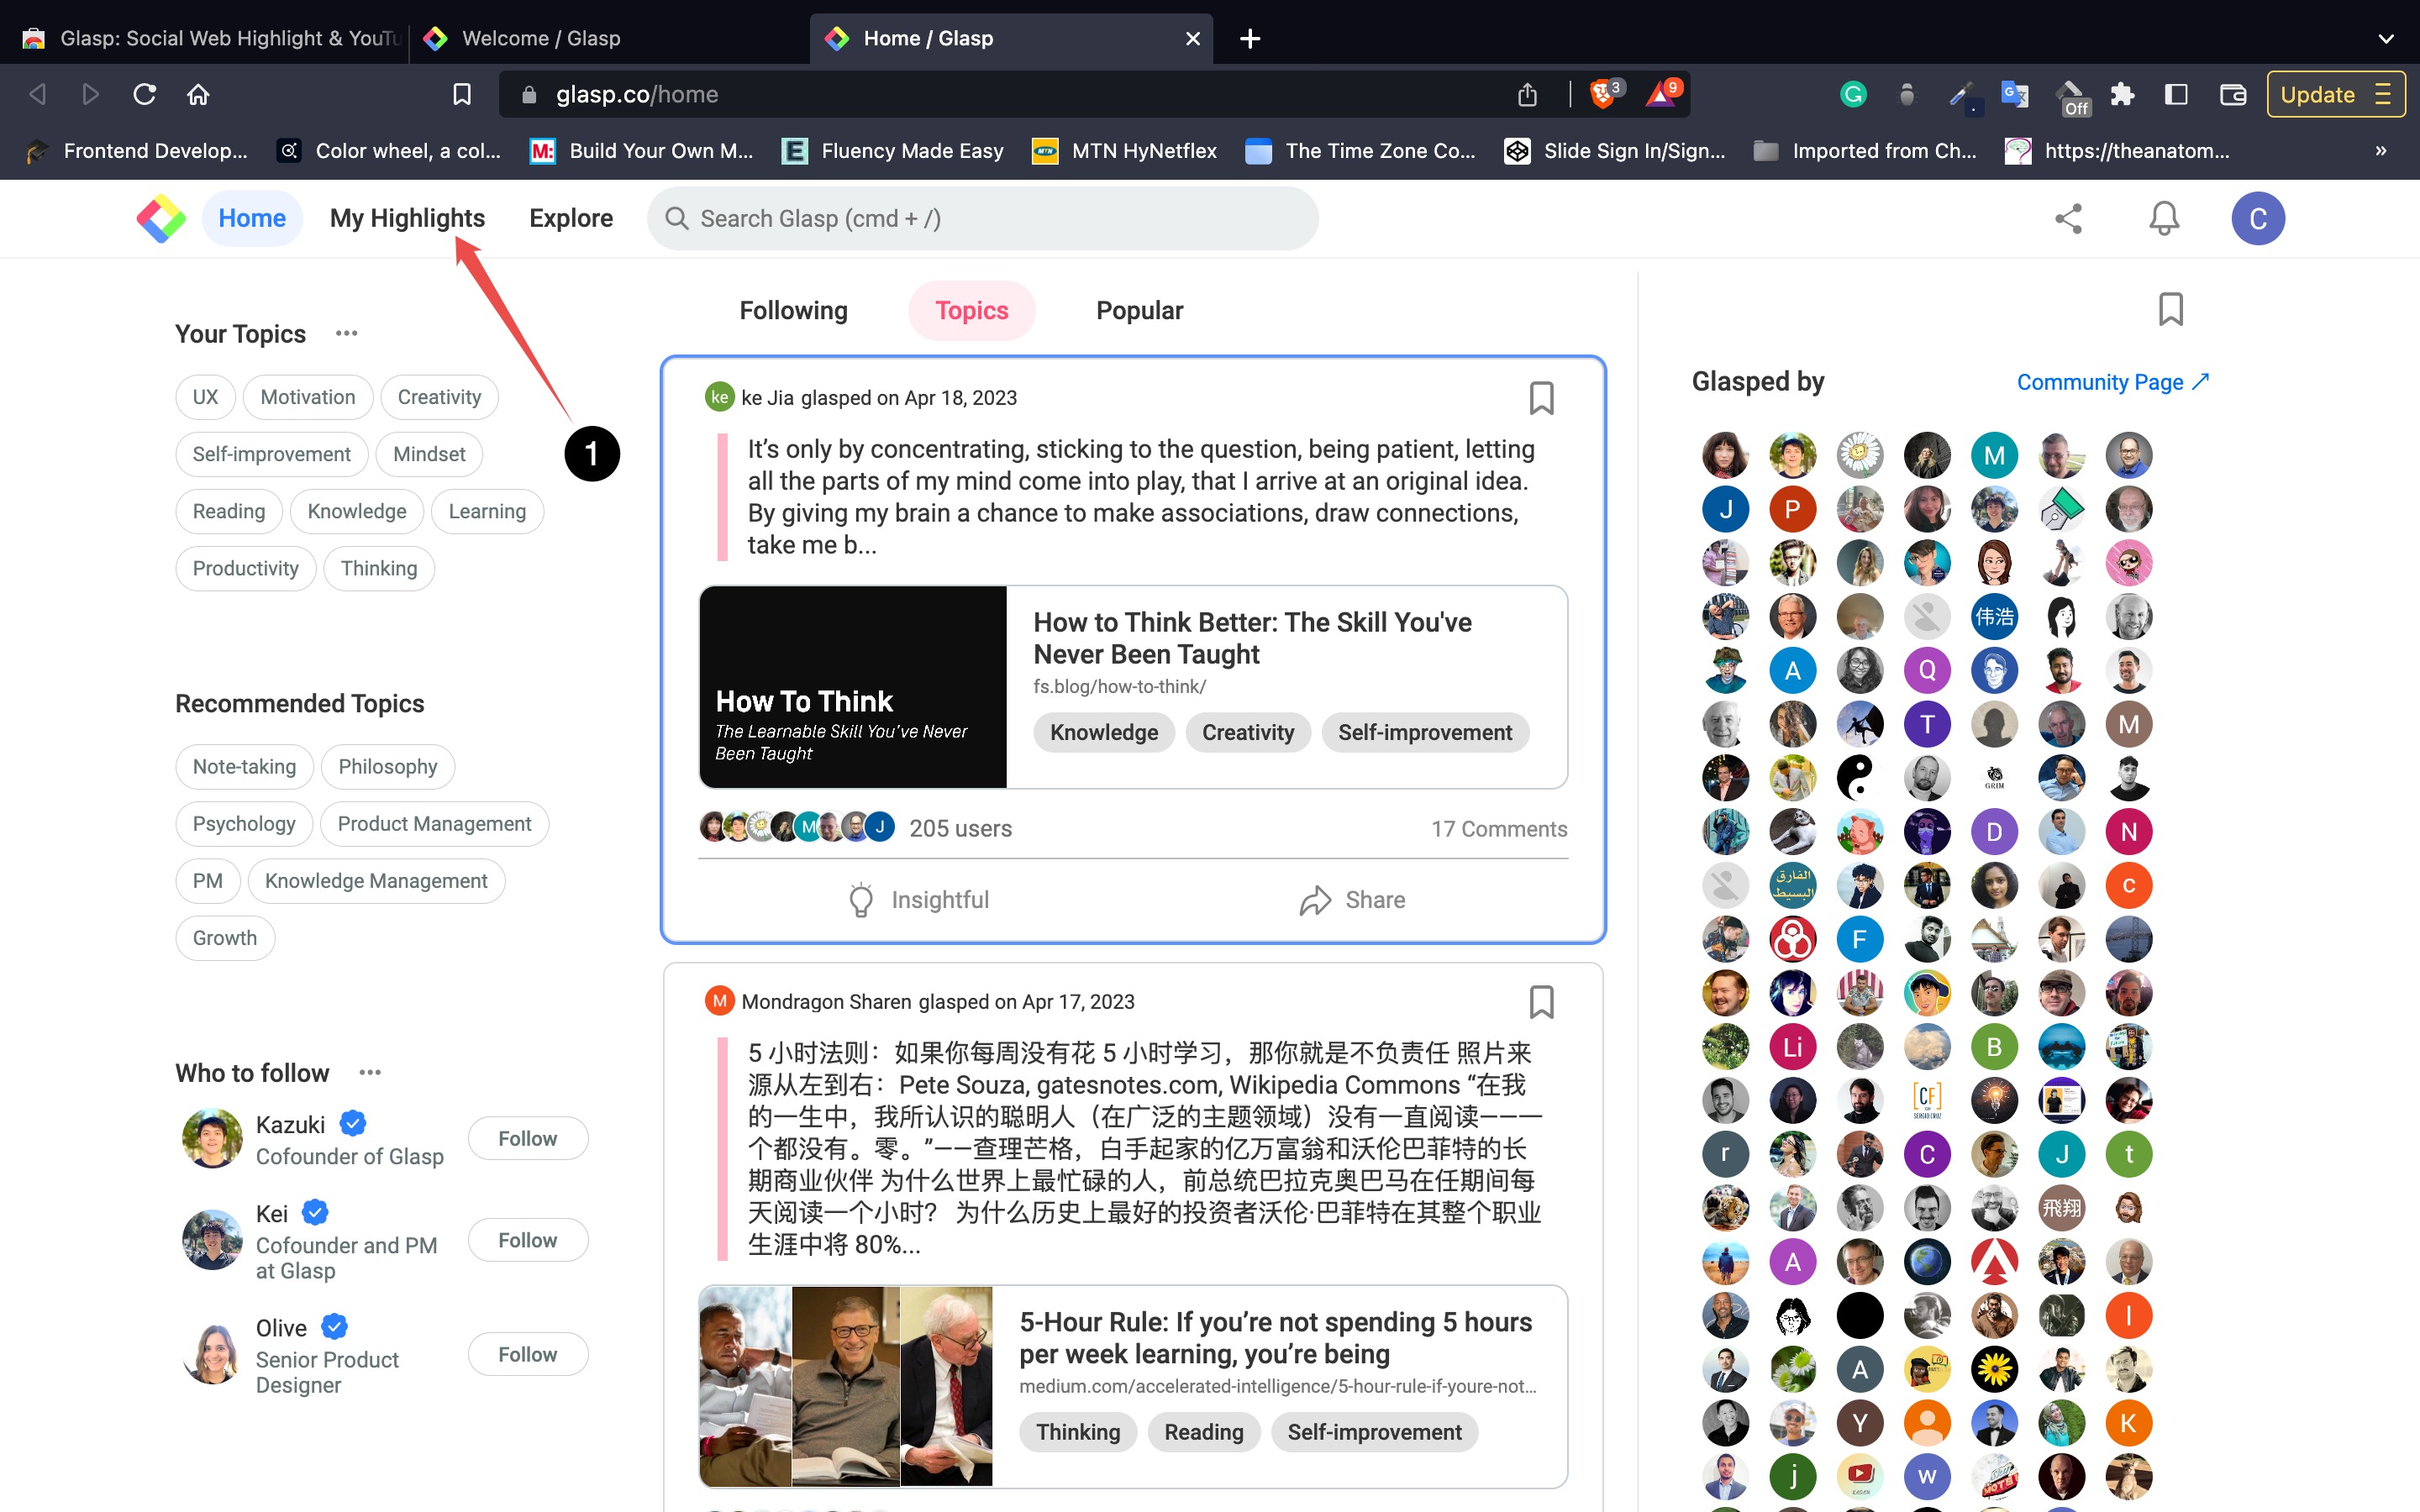 Glasp: Social Web Highlight & YouTu
Welcome / Glasp
Home / Glasp
glasp.co/home
3
9
Off
Update
Frontend Develop...
Color wheel, a col...
Build Your Own M...
Fluency Made Easy
MTN HyNetflex
The Time Zone Co...
Slide Sign In/Sign...
Imported from Ch...
https://theanatom...
»
Home
My Highlights
Explore
Search Glasp (cmd + /)
C
1
Your Topics
UX
Motivation
Creativity
Self-improvement
Mindset
Reading
Knowledge
Learning
Productivity
Thinking
Recommended Topics
Note-taking
Philosophy
Psychology
Product Management
PM
Knowledge Management
Growth
Who to follow
Kazuki
Cofounder of Glasp
Follow
Kei
Cofounder and PM
at Glasp
Follow
Olive
Senior Product
Designer
Follow
Following
Topics
Popular
ke
ke Jia glasped on Apr 18, 2023
It’s only by concentrating, sticking to the question, being patient, letting
all the parts of my mind come into play, that I arrive at an original idea.
By giving my brain a chance to make associations, draw connections,
take me b...
How To Think
The Learnable Skill You've Never
Been Taught
How to Think Better: The Skill You've
Never Been Taught
fs.blog/how-to-think/
Knowledge
Creativity
Self-improvement
M
J
205 users
17 Comments
Insightful
Share
M
Mondragon Sharen glasped on Apr 17, 2023
5 小时法则：如果你每周没有花 5 小时学习，那你就是不负责任 照片来
源从左到右：Pete Souza, gatesnotes.com, Wikipedia Commons “在我
的一生中，我所认识的聪明人（在广泛的主题领域）没有一直阅读——一
个都没有。零。”——查理芒格，白手起家的亿万富翁和沃伦巴菲特的长
期商业伙伴 为什么世界上最忙碌的人，前总统巴拉克奥巴马在任期间每
天阅读一个小时？ 为什么历史上最好的投资者沃伦·巴菲特在其整个职业
生涯中将 80%...
5-Hour Rule: If you’re not spending 5 hours
per week learning, you’re being
medium.com/accelerated-intelligence/5-hour-rule-if-youre-not...
Thinking
Reading
Self-improvement
Glasped by
Community Page
M
J
P
伟浩
A
Q
T
M
GRIM
D
N
الفارق
البسيط
c
F
Li
B
CF
SERGIO CRUZ
r
C
J
t
飛翔
A
I
A
Y
K
j
w